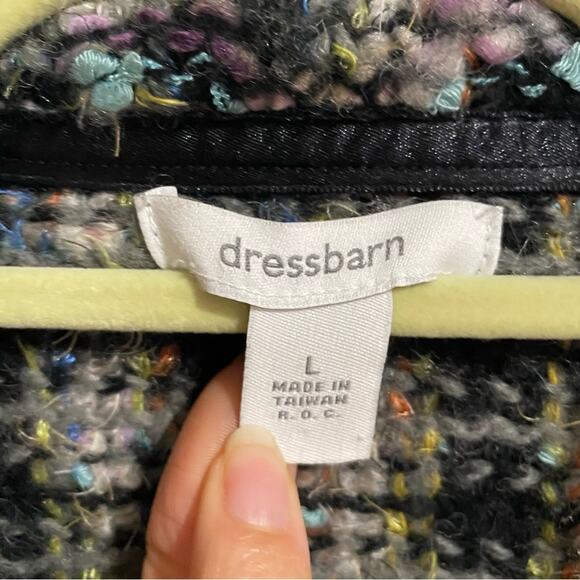 dressbarn
L
MADE IN
TAIWAN
R. O. C.